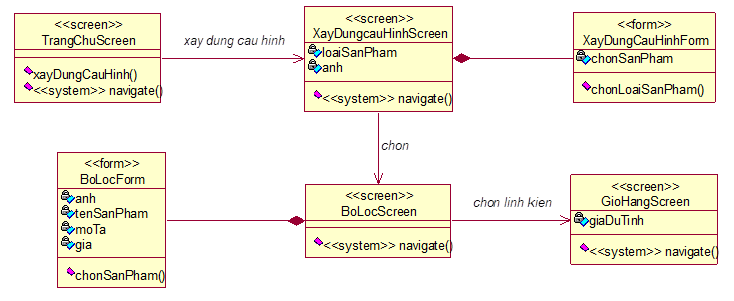 <<screen>>
TrangChuScreen
xayDungCauHinh()
<<system>> navigate()
xay dung cau hinh
<<screen>>
XayDungcauHinhScreen
loaiSanPham
anh
<<system>> navigate()
<<form>>
XayDungCauHinhForm
chonSanPham
chonLoaiSanPham()
chon
<<form>>
BoLocForm
anh
tenSanPham
moTa
gia
chonSanPham()
<<screen>>
BoLocScreen
<<system>> navigate()
chon linh kien
<<screen>>
GioHangScreen
giaDuTinh
<<system>> navigate()